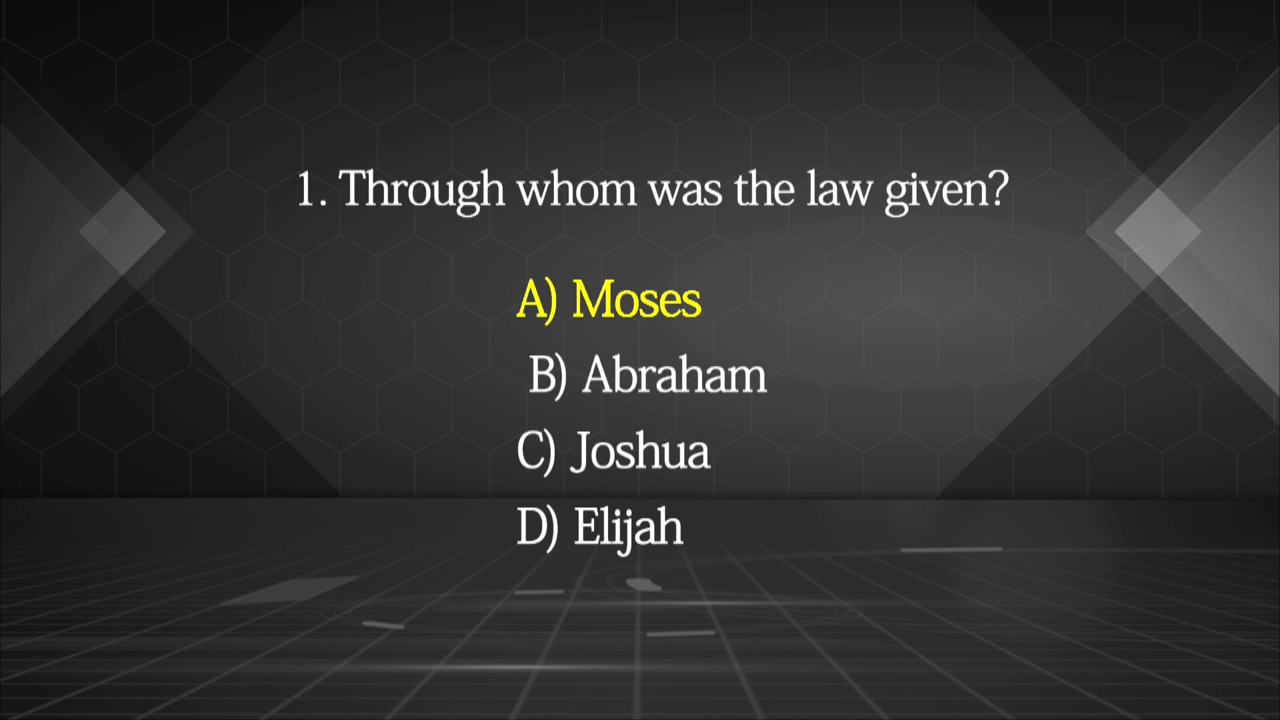 1. Through whom was the law given?
A) Moses
B) Abraham
C) Joshua
D) Elijah